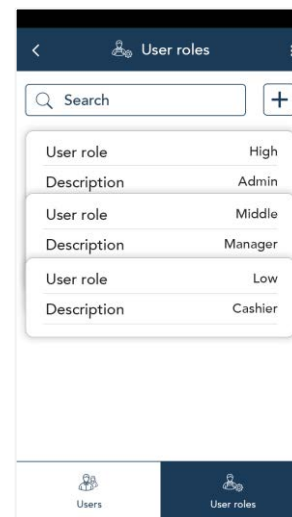 User roles
Search
User role High
Description Admin
User role Middle
Description Manager
User role Low
Description Cashier
Users User roles